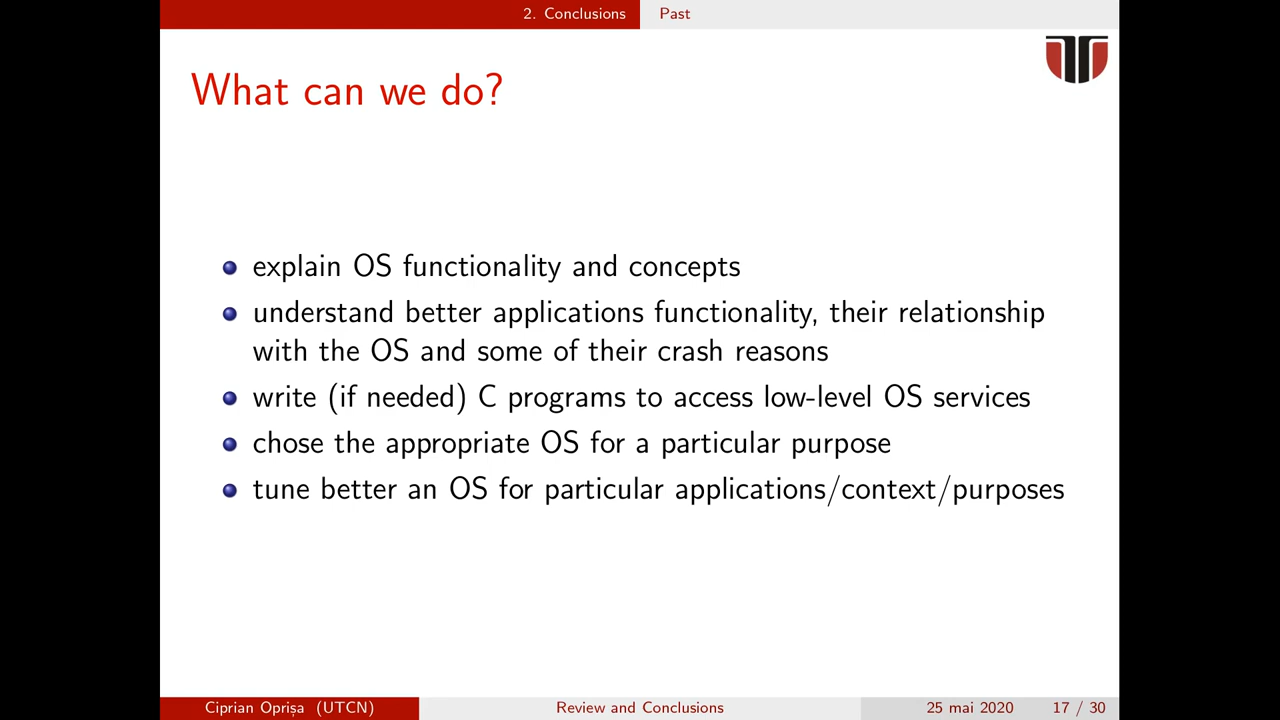 2. Conclusions Past
What can we do?
explain OS functionality and concepts
understand better applications functionality, their relationship
with the OS and some of their crash reasons
write (if needed) C programs to access low-level OS services
chose the appropriate OS for a particular purpose
tune better an OS for particular applications/context/purposes
Ciprian Oprișa (UTCN) Review and Conclusions 25 mai 2020 17 / 30